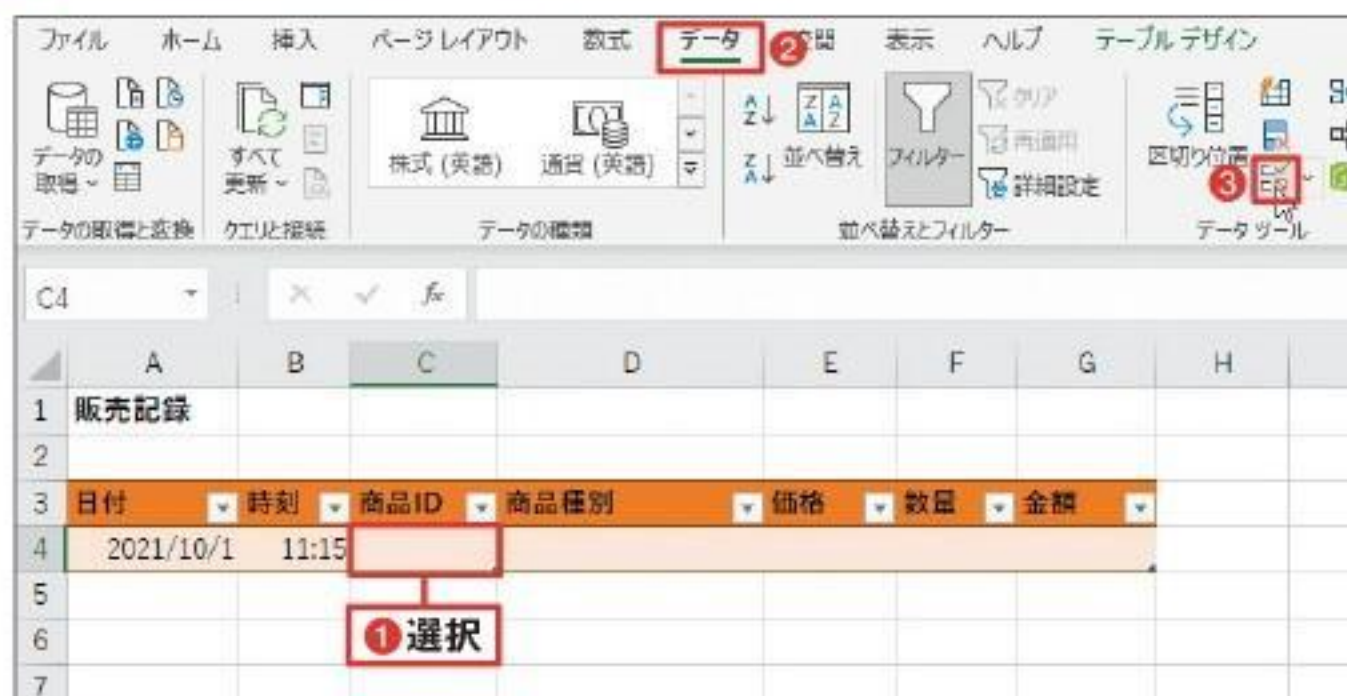 ファイル ホーム 挿入 ページ レイアウト 数式 データ ② 閲 表示 ヘルプ テーブル デザイン
データの取得 すべて更新 株式 (英語) 通貨 (英語) 並べ替え フィルター クリア 再適用 詳細設定 区切り位置 ③
データの取得と変換 クエリと接続 データの種類 並べ替えとフィルター データ ツール
C4 fx
A B C D E F G H
1 販売記録
2
3 日付 時刻 商品ID 商品種別 価格 数量 金額
4 2021/10/1 11:15
5
6 ①選択
7